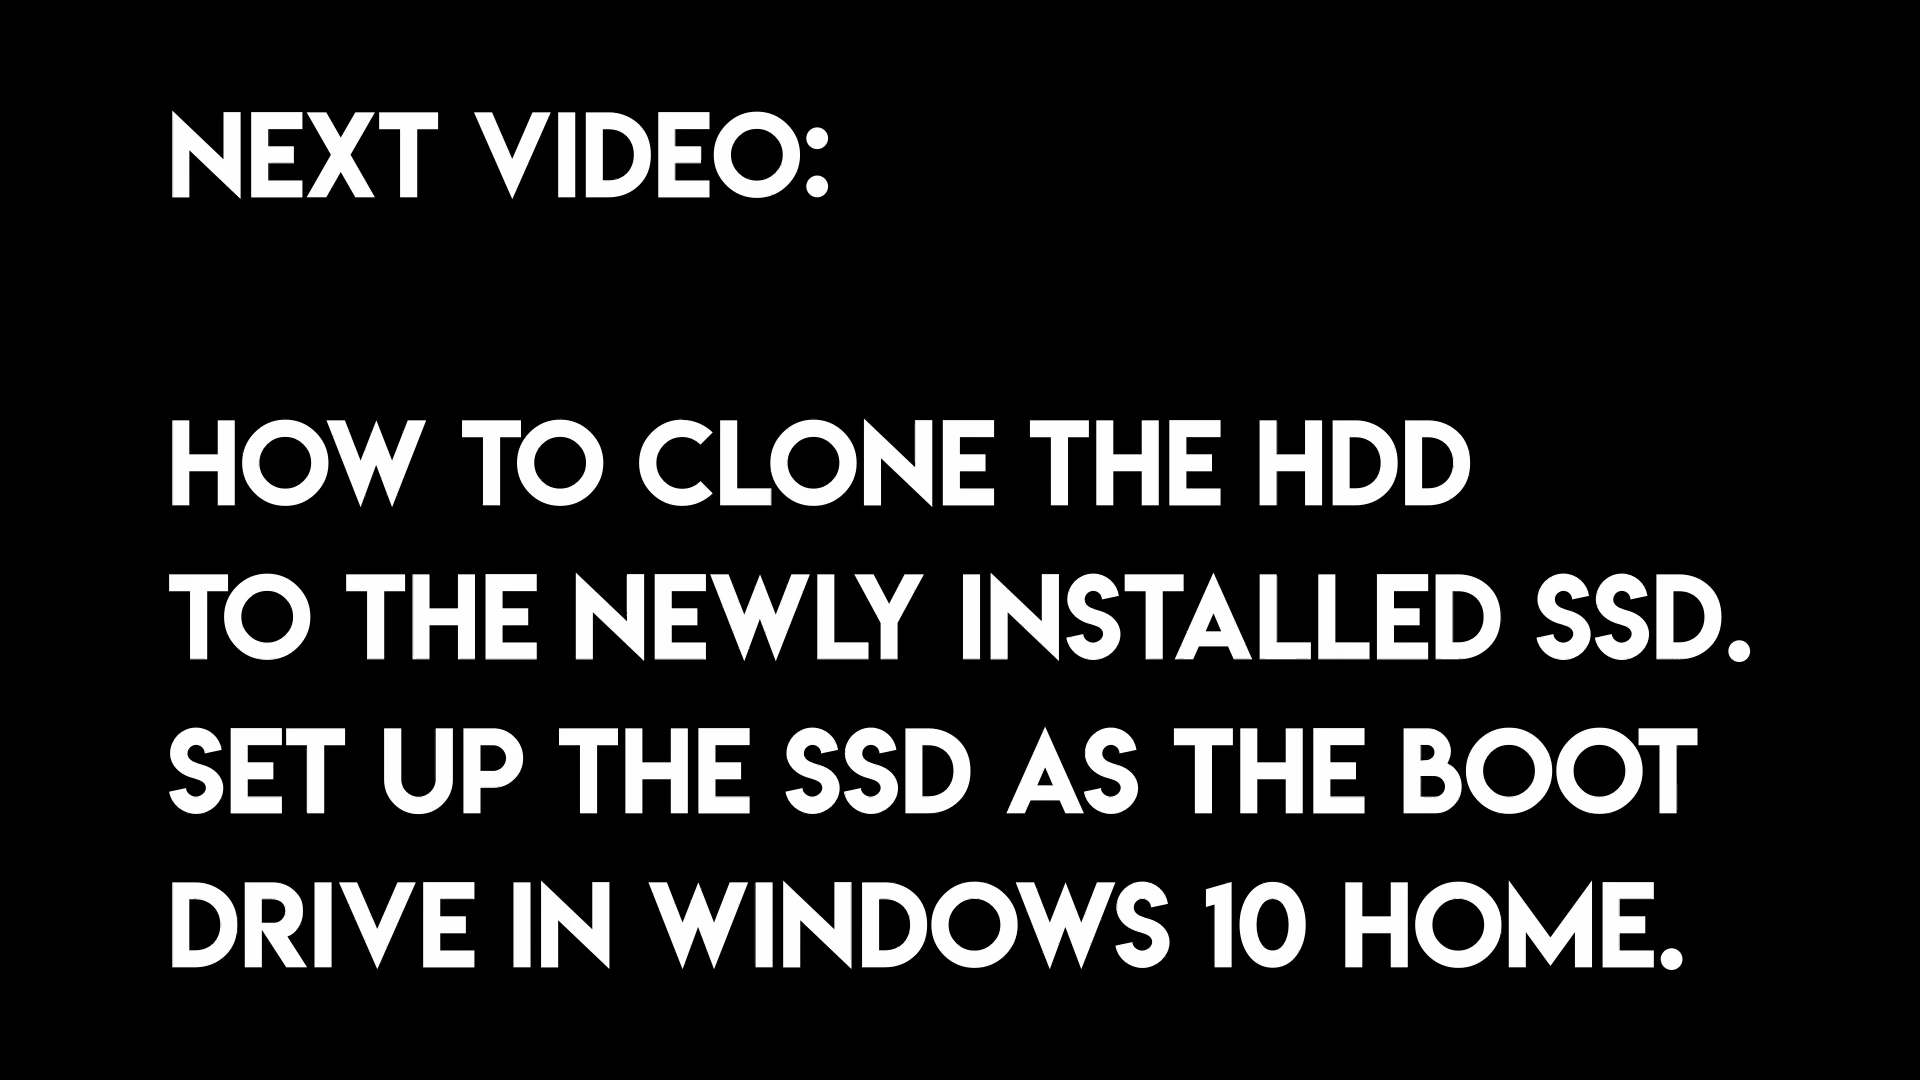 NEXT VIDEO:
HOW TO CLONE THE HDD
TO THE NEWLY INSTALLED SSD.
SET UP THE SSD AS THE BOOT
DRIVE IN WINDOWS 10 HOME.